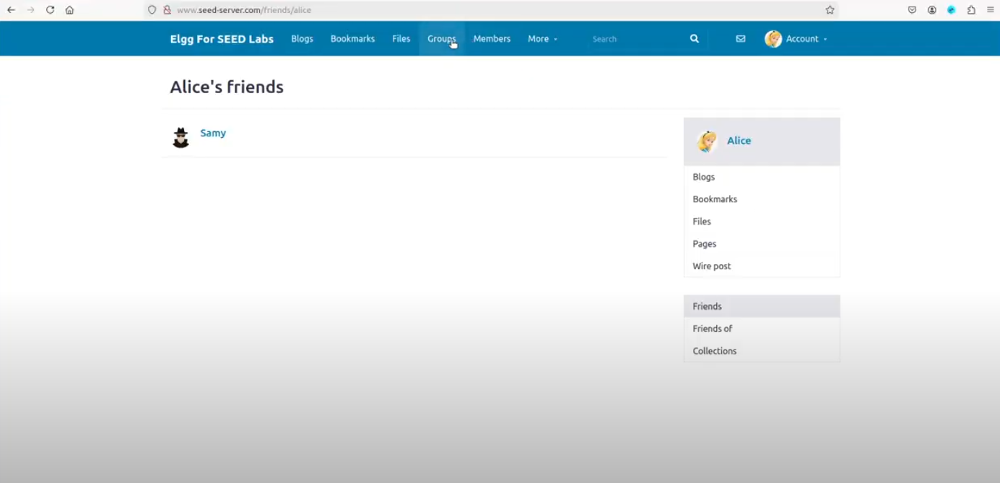 www.seed-server.com/friends/alice
Elgg For SEED Labs Blogs Bookmarks Files Groups Members More Search Account
Alice's friends
Samy
Alice
Blogs
Bookmarks
Files
Pages
Wire post
Friends
Friends of
Collections